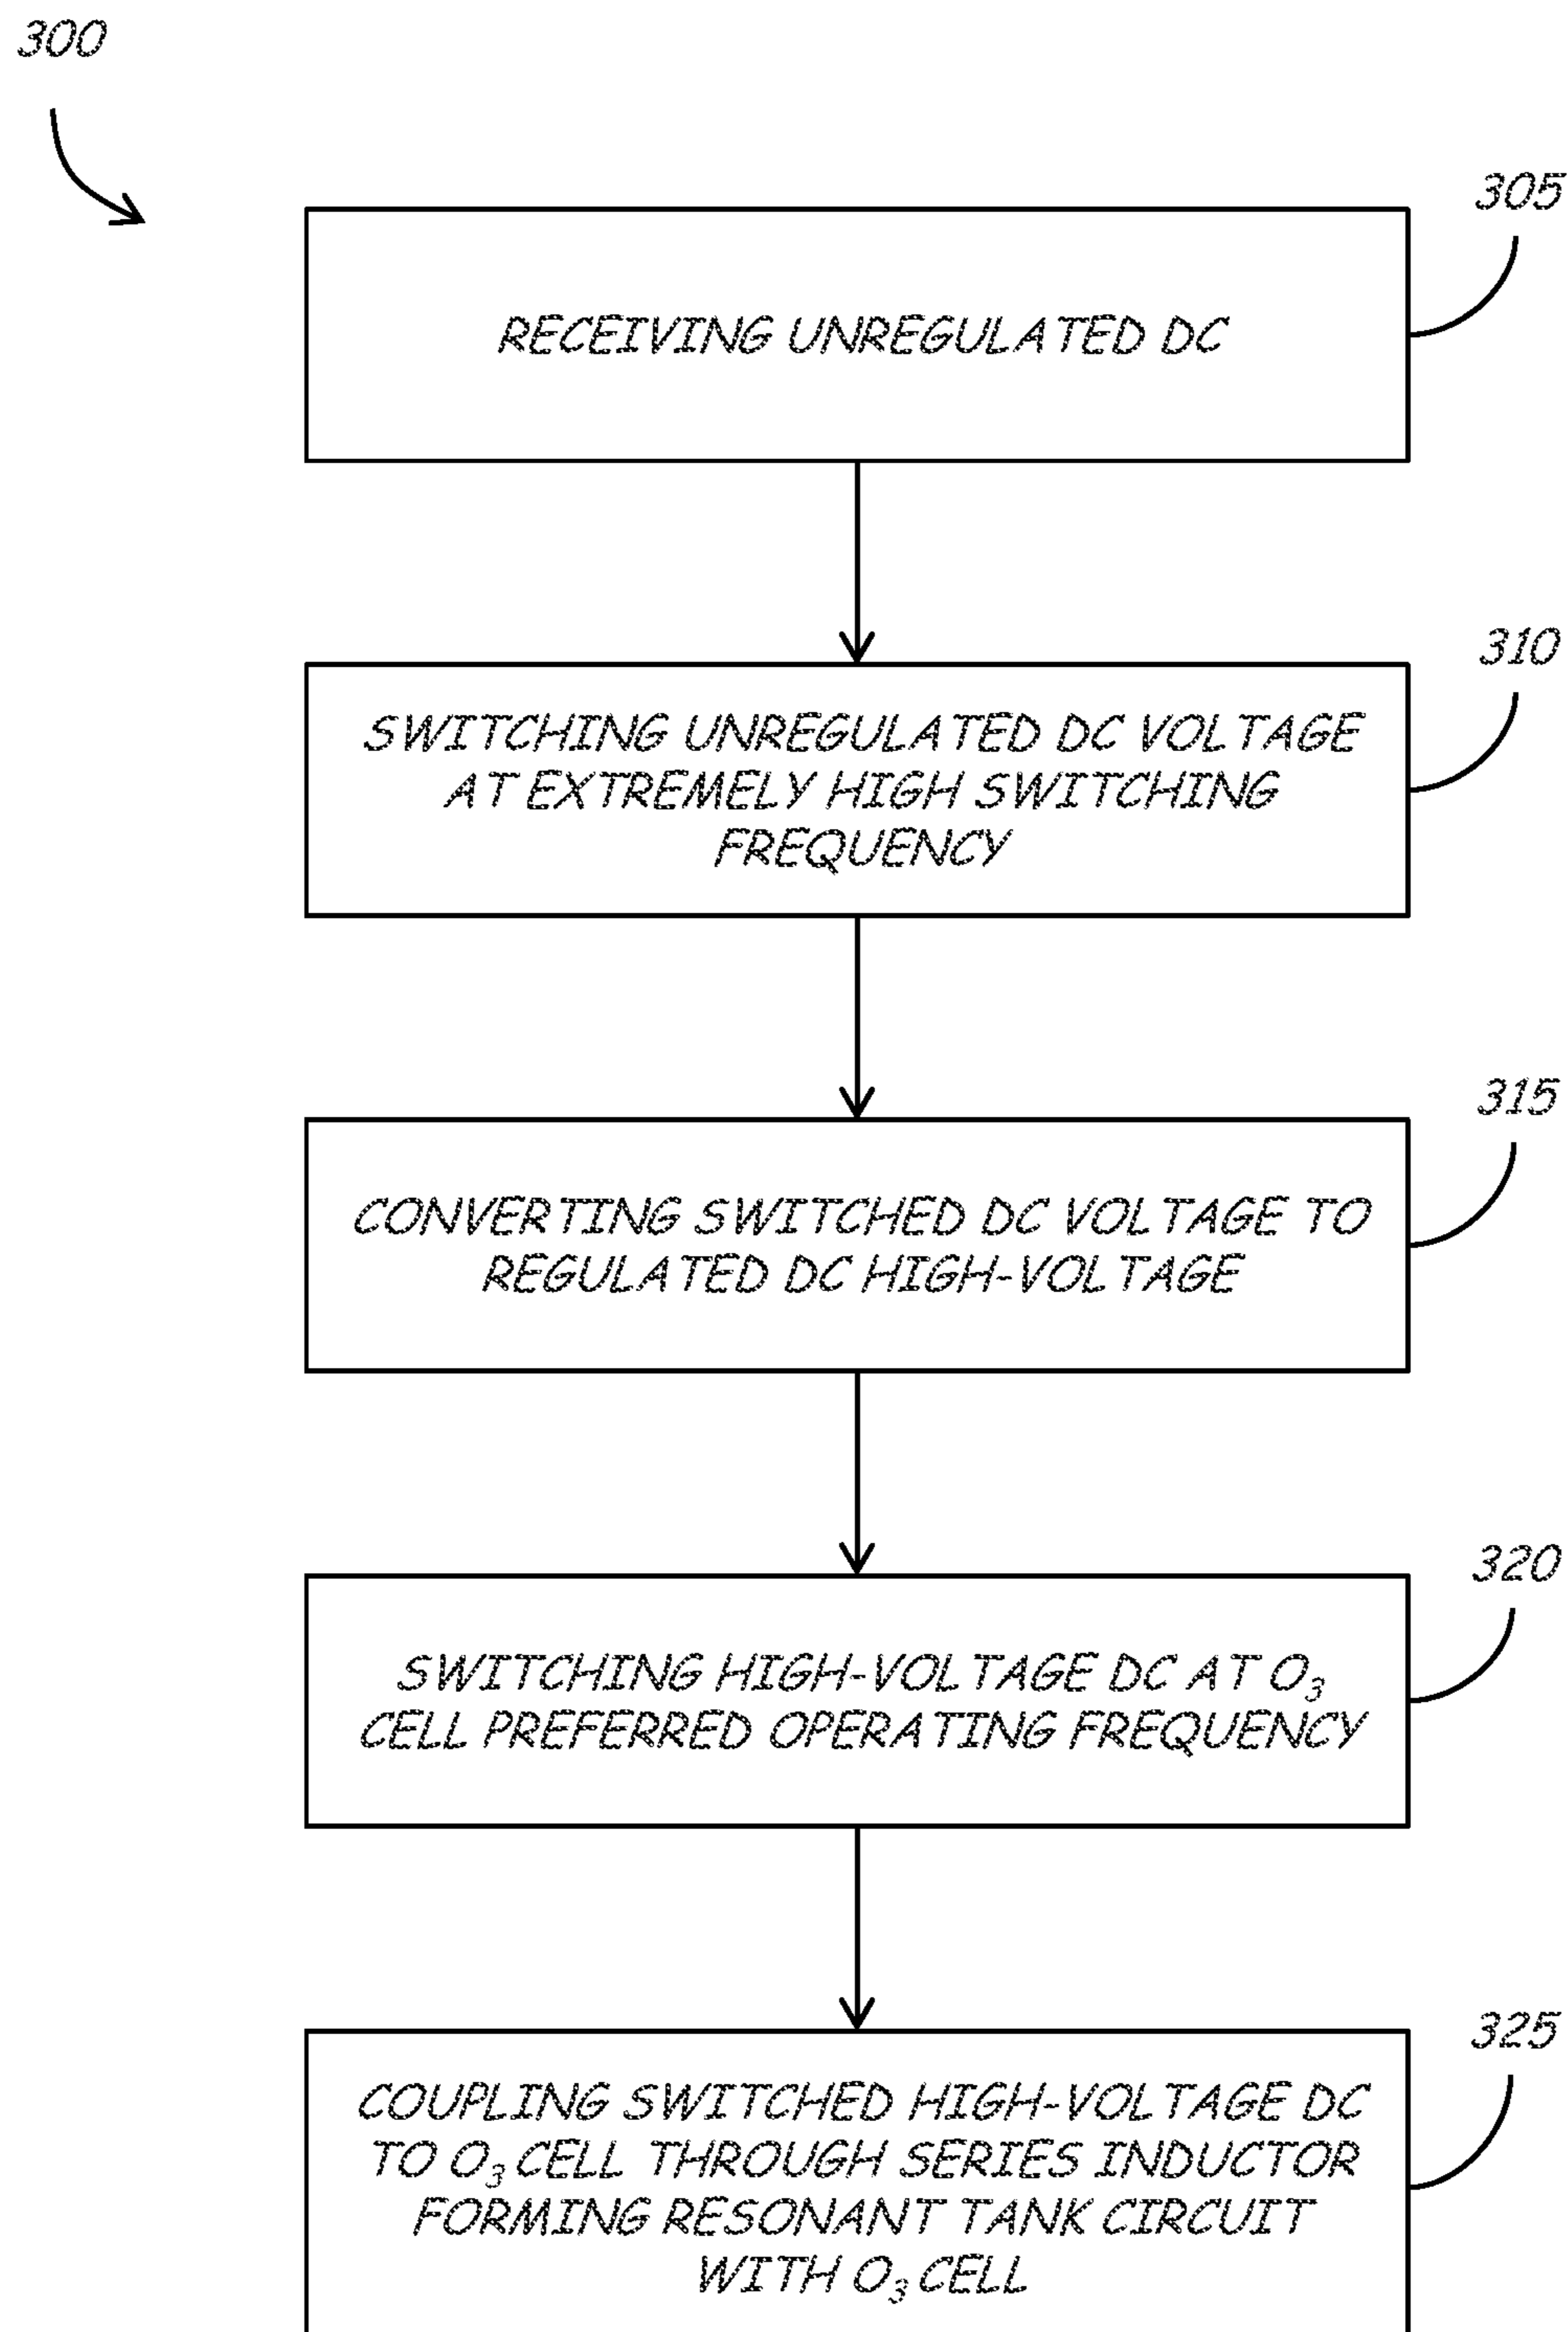 300
305
RECEIVING UNREGULATED DC
310
SWITCHING UNREGULATED DC VOLTAGE
AT EXTREMELY HIGH SWITCHING
FREQUENCY
315
CONVERTING SWITCHED DC VOLTAGE TO
REGULATED DC HIGH-VOLTAGE
320
SWITCHING HIGH-VOLTAGE DC AT O₃
CELL PREFERRED OPERATING FREQUENCY
325
COUPLING SWITCHED HIGH-VOLTAGE DC
TO O₃ CELL THROUGH SERIES INDUCTOR
FORMING RESONANT TANK CIRCUIT
WITH O₃ CELL